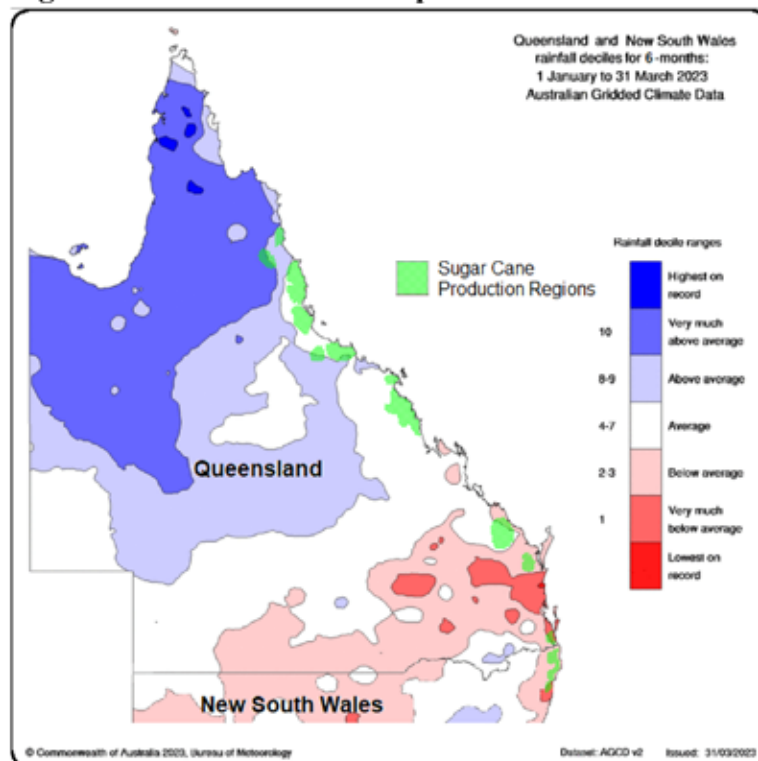 Queensland and New South Wales
rainfall deciles for 6-months:
1 January to 31 March 2023
Australian Gridded Climate Data
Rainfall decile ranges
Sugar Cane
Production Regions
Highest on
record
10
Very much
above average
8-9
Above average
4-7
Average
2-3
Below average
1
Very much
below average
Lowest on
record
Queensland
New South Wales
© Commonwealth of Australia 2023, Bureau of Meteorology
Dataset: AGCD v2
Issued: 31/03/2023